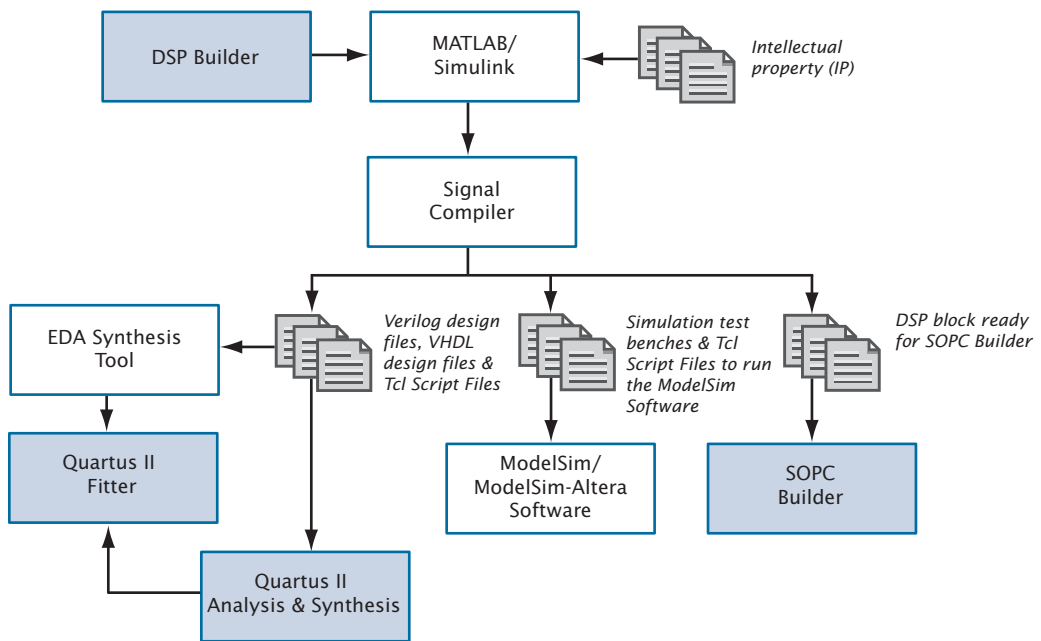 DSP Builder
MATLAB/
Simulink
Intellectual
property (IP)
Signal
Compiler
EDA Synthesis
Tool
Verilog design
files, VHDL
design files &
Tcl Script Files
Simulation test
benches & Tcl
Script Files to run
the ModelSim
Software
DSP block ready
for SOPC Builder
Quartus II
Fitter
ModelSim/
ModelSim-Altera
Software
SOPC
Builder
Quartus II
Analysis & Synthesis